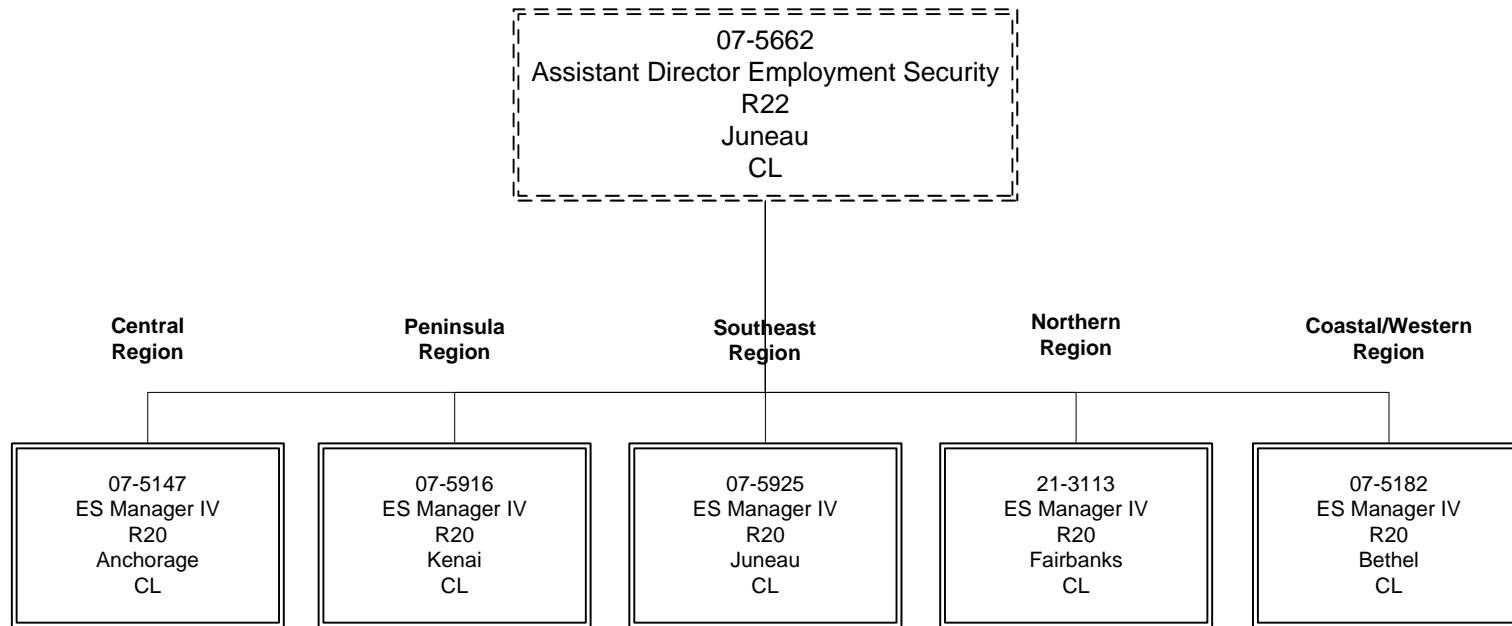 07-5662
Assistant Director Employment Security
R22
Juneau
CL
Central
Region
Peninsula
Region
Southeast
Region
Northern
Region
Coastal/Western
Region
07-5147
ES Manager IV
R20
Anchorage
CL
07-5916
ES Manager IV
R20
Kenai
CL
07-5925
ES Manager IV
R20
Juneau
CL
21-3113
ES Manager IV
R20
Fairbanks
CL
07-5182
ES Manager IV
R20
Bethel
CL